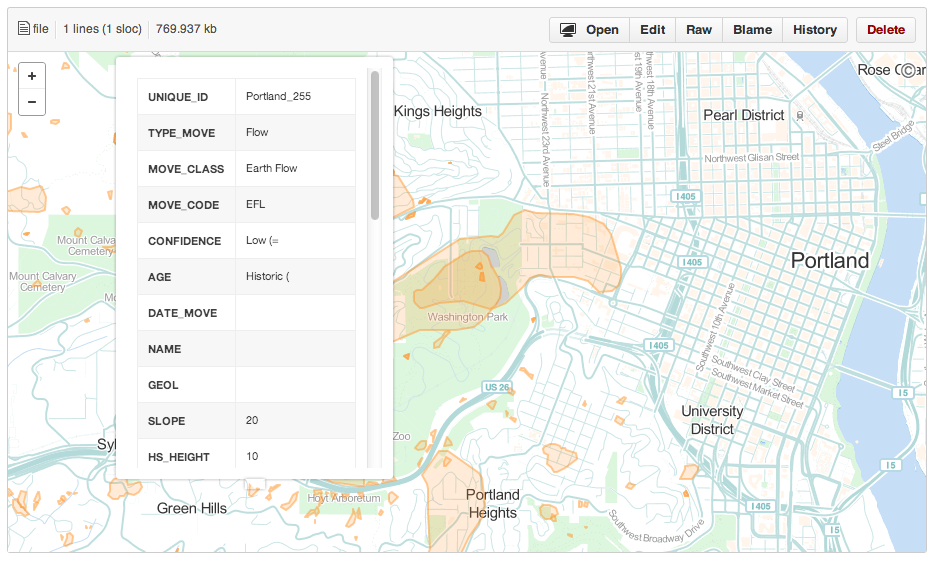 file 1 lines (1 sloc) 769.937 kb Open Edit Raw Blame History Delete
+
−
UNIQUE_ID Portland_255
TYPE_MOVE Flow
MOVE_CLASS Earth Flow
MOVE_CODE EFL
CONFIDENCE Low (=
AGE Historic (
DATE_MOVE
NAME
GEOL
SLOPE 20
HS_HEIGHT 10
Kings Heights
Northwest 23rd Avenue
Northwest 21st Avenue
19th Avenue
Northwest 18th Avenue
Pearl District
Northwest Glisan Street
Steel Bridge
I 405
Mount Calva
Cemetery
Mount Calvary
Cemetery
Mo
Washington Park
I 405
Portland
Southwest 10th Avenue
I 405
Southwest Clay Street
Southwest Market Street
US 26
I 5
University
District
Syl
Zoo
I 5
Hoyt Arboretum
Green Hills
Portland
Heights
I 405
Southwest Broadway Drive